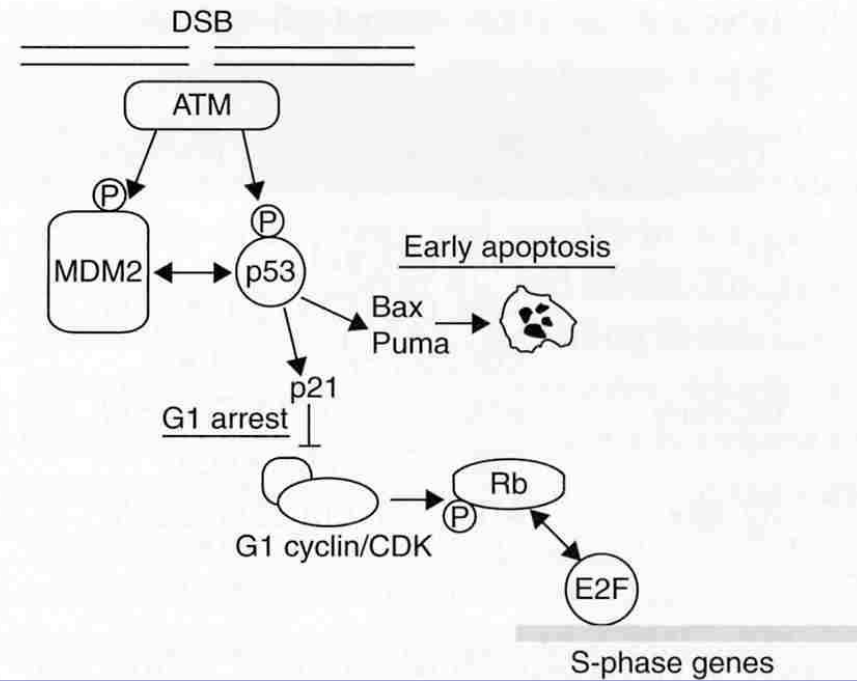 DSB
ATM
P
P
MDM2
p53
Early apoptosis
Bax
Puma
p21
G1 arrest
Rb
P
G1 cyclin/CDK
E2F
S-phase genes